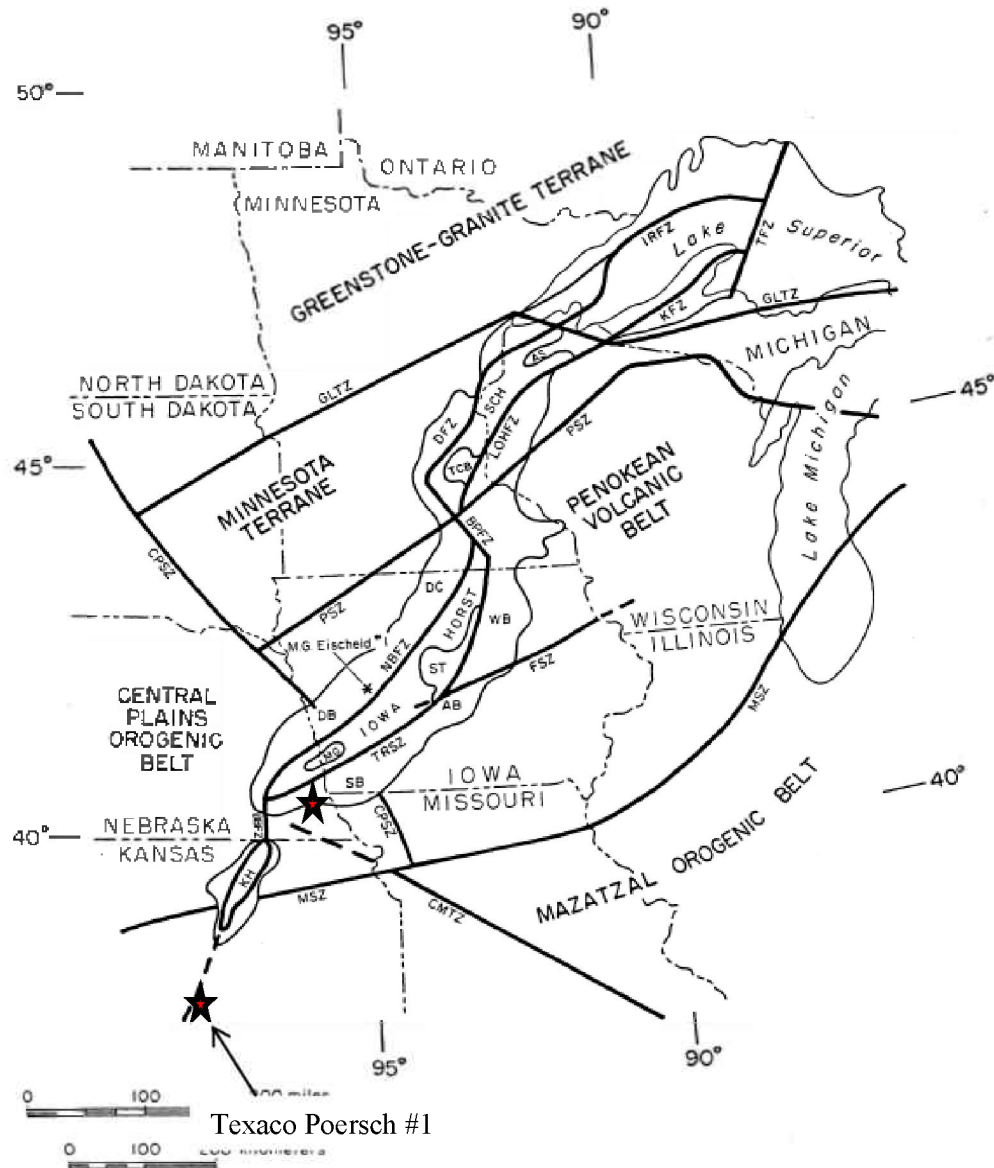 95°
90°
50°
MANITOBA
ONTARIO
MINNESOTA
GREENSTONE-GRANITE TERRANE
IRFZ
Lake
Superior
TFZ
KFZ
GLTZ
MICHIGAN
AS
NORTH DAKOTA
SOUTH DAKOTA
GLTZ
DFZ
SCH
LOHFZ
PSZ
Lake Michigan
45°
45°
TCB
MINNESOTA
TERRANE
PENOKEAN
VOLCANIC
BELT
BPFZ
CPSZ
PSZ
DC
HORST
WB
WISCONSIN
ILLINOIS
M.G. Eischeid
NBFZ
ST
FSZ
MSZ
CENTRAL
PLAINS
OROGENIC
BELT
DB
IOWA
AB
TRSZ
SB
IOWA
MISSOURI
CPSZ
40°
40°
NEBRASKA
KANSAS
KH
MSZ
CMTZ
MAZATZAL OROGENIC BELT
95°
90°
0 100 miles
Texaco Poersch #1
0 100 200 kilometers